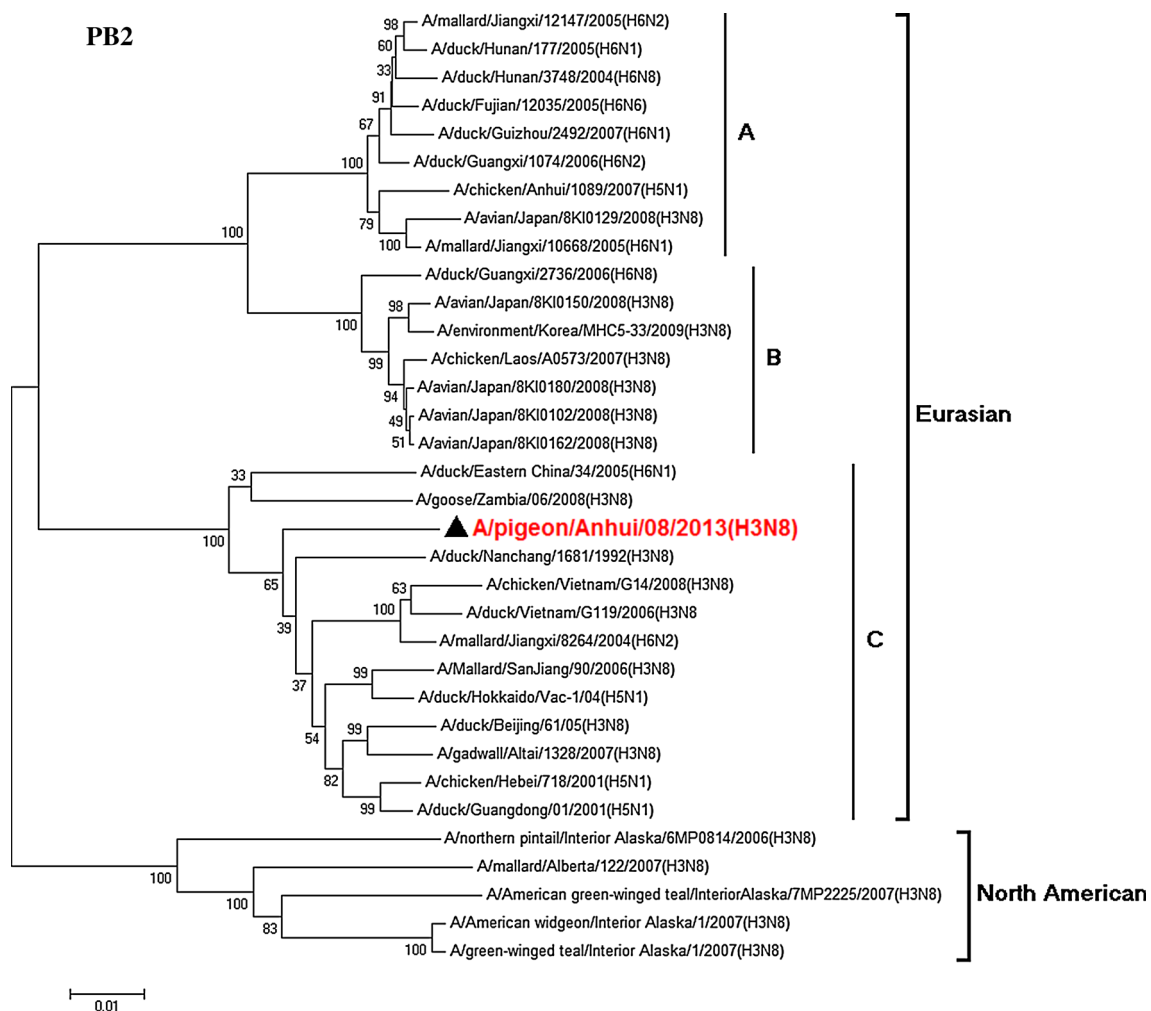 PB2
98 A/mallard/Jiangxi/12147/2005(H6N2)
60 A/duck/Hunan/177/2005(H6N1)
33 A/duck/Hunan/3748/2004(H6N8)
91 A/duck/Fujian/12035/2005(H6N6)
67 A/duck/Guizhou/2492/2007(H6N1)
A
100 A/duck/Guangxi/1074/2006(H6N2)
A/chicken/Anhui/1089/2007(H5N1)
79 A/avian/Japan/8KI0129/2008(H3N8)
100 100 A/mallard/Jiangxi/10668/2005(H6N1)
A/duck/Guangxi/2736/2006(H6N8)
98 A/avian/Japan/8KI0150/2008(H3N8)
100 A/environment/Korea/MHC5-33/2009(H3N8)
99 A/chicken/Laos/A0573/2007(H3N8)
B
94 A/avian/Japan/8KI0180/2008(H3N8)
49 A/avian/Japan/8KI0102/2008(H3N8)
Eurasian
51 A/avian/Japan/8KI0162/2008(H3N8)
33 A/duck/Eastern China/34/2005(H6N1)
A/goose/Zambia/06/2008(H3N8)
100 A/pigeon/Anhui/08/2013(H3N8)
A/duck/Nanchang/1681/1992(H3N8)
65 63 A/chicken/Vietnam/G14/2008(H3N8)
100 A/duck/Vietnam/G119/2006(H3N8
39 A/mallard/Jiangxi/8264/2004(H6N2)
C
99 A/Mallard/SanJiang/90/2006(H3N8)
37 A/duck/Hokkaido/Vac-1/04(H5N1)
99 A/duck/Beijing/61/05(H3N8)
54 A/gadwall/Altai/1328/2007(H3N8)
82 A/chicken/Hebei/718/2001(H5N1)
99 A/duck/Guangdong/01/2001(H5N1)
A/northern pintail/Interior Alaska/6MP0814/2006(H3N8)
100 A/mallard/Alberta/122/2007(H3N8)
100 A/American green-winged teal/InteriorAlaska/7MP2225/2007(H3N8)
North American
83 A/American widgeon/Interior Alaska/1/2007(H3N8)
100 A/green-winged teal/Interior Alaska/1/2007(H3N8)
0.01